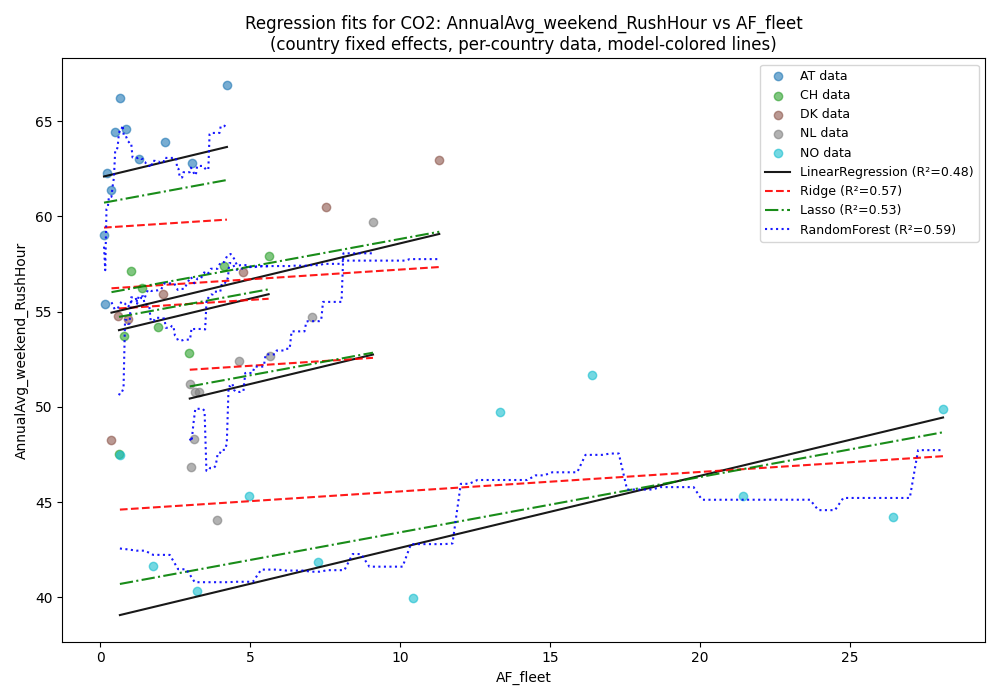 Regression fits for CO2: AnnualAvg_weekend_RushHour vs AF_fleet
(country fixed effects, per-country data, model-colored lines)
AT data
CH data
DK data
NL data
NO data
LinearRegression (R²=0.48)
Ridge (R²=0.57)
Lasso (R²=0.53)
RandomForest (R²=0.59)
AnnualAvg_weekend_RushHour
65
60
55
50
45
40
0
5
10
15
20
25
AF_fleet